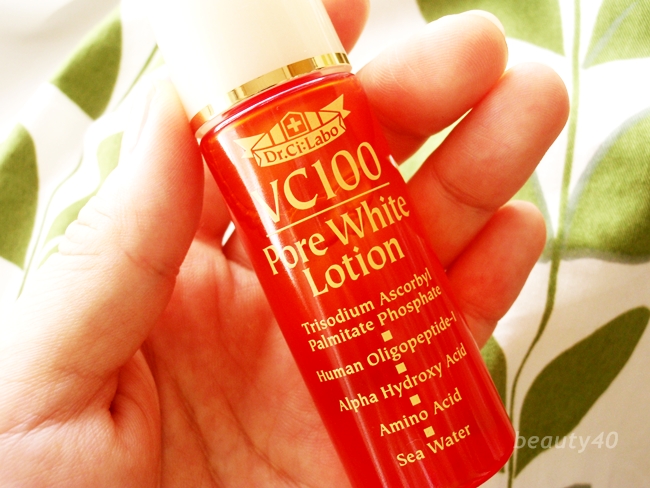 Dr.Ci:Labo
VC100
Pore White
Lotion
Trisodium Ascorbyl
Palmitate Phosphate
Human Oligopeptide-1
Alpha Hydroxy Acid
Amino Acid
Sea Water
beauty40